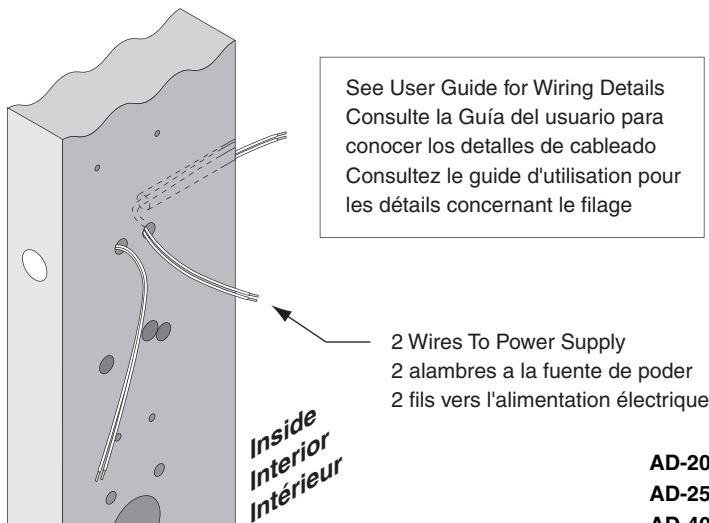 See User Guide for Wiring Details
Consulte la Guía del usuario para
conocer los detalles de cableado
Consultez le guide d'utilisation pour
les détails concernant le filage
2 Wires To Power Supply
2 alambres a la fuente de poder
2 fils vers l'alimentation électrique
Inside
Interior
Intérieur
AD-20
AD-25
AD-40